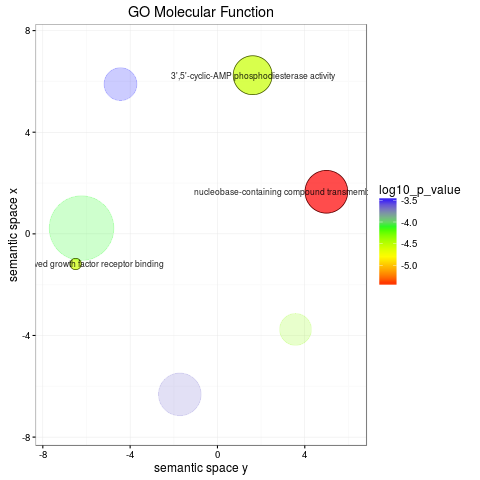 GO Molecular Function
8
3',5'-cyclic-AMP phosphodiesterase activity
log10_p_value
nucleobase-containing compound
-3.5
-4.0
-4.5
-5.0
4
0
growth factor receptor binding
-4
-8
-8
-4
0
4
semantic space x
semantic space y